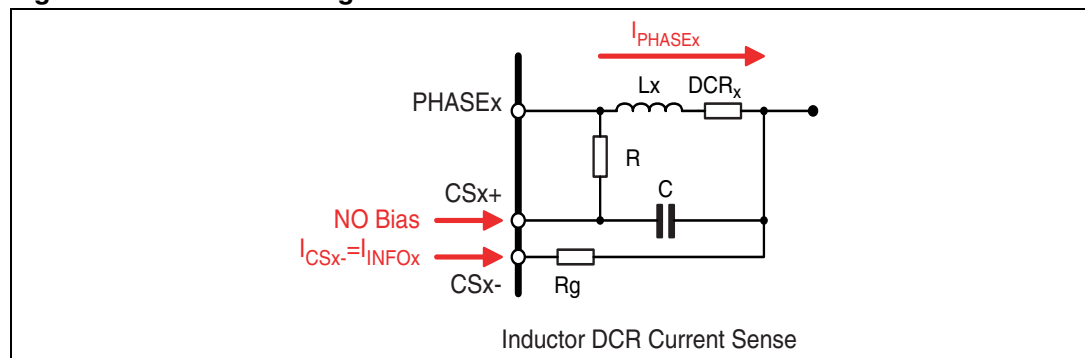 I_PHASEx
Lx DCR_x
PHASEx
R
CSx+
C
NO Bias
I_CSx-=I_INFOx
CSx-
Rg
Inductor DCR Current Sense